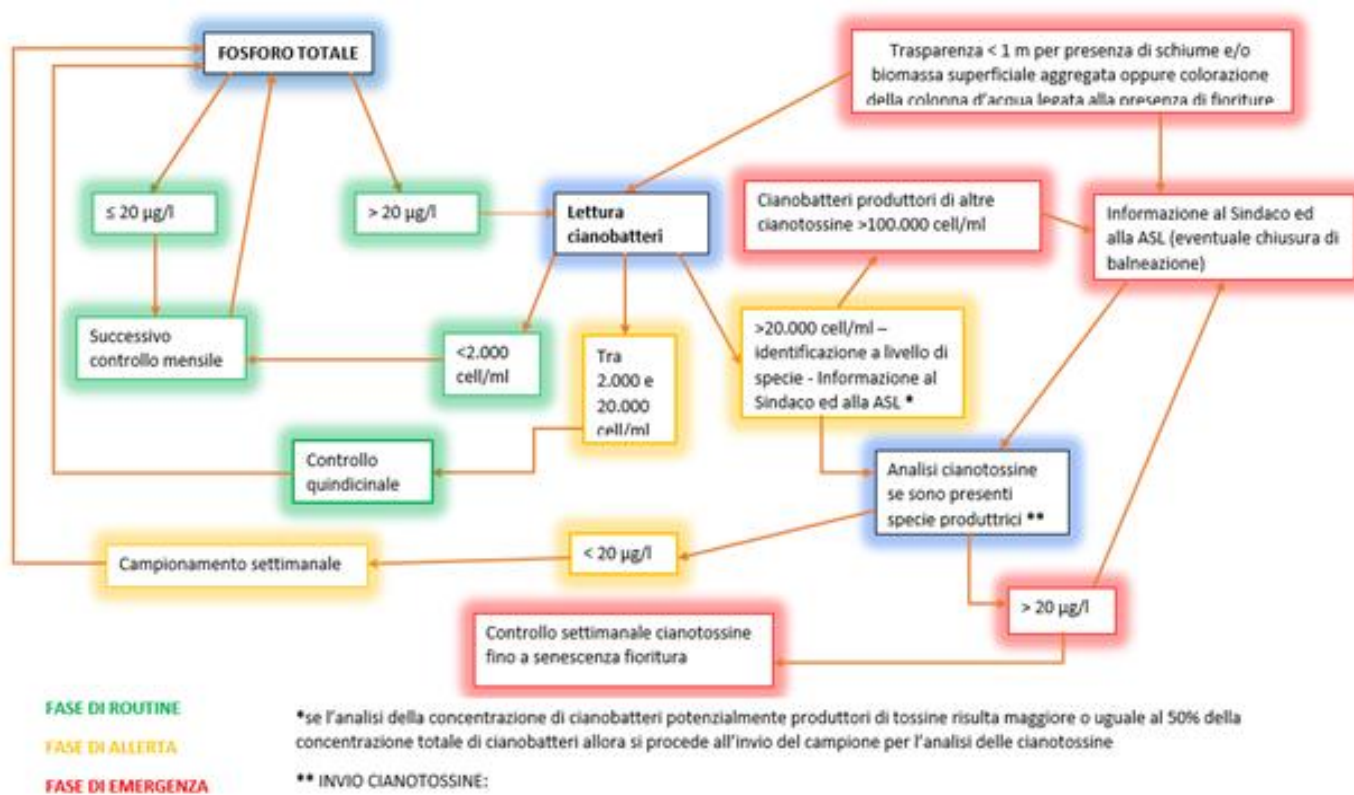 FOSFORO TOTALE
Trasparenza < 1 m per presenza di schiume e/o
biomassa superficiale aggregata oppure colorazione
della colonna d'acqua legata alla presenza di fioriture
≤ 20 µg/l
> 20 µg/l
Lettura
cianobatteri
Cianobatteri produttori di altre
cianotossine >100.000 cell/ml
Informazione al Sindaco ed
alla ASL (eventuale chiusura di
balneazione)
Successivo
controllo mensile
<2.000
cell/ml
Tra
2.000 e
20.000
cell/ml
>20.000 cell/ml –
identificazione a livello di
specie - Informazione al
Sindaco ed alla ASL *
Controllo
quindicinale
Analisi cianotossine
se sono presenti
specie produttrici **
Campionamento settimanale
< 20 µg/l
> 20 µg/l
Controllo settimanale cianotossine
fino a senescenza fioritura
FASE DI ROUTINE
FASE DI ALLERTA
FASE DI EMERGENZA
*se l'analisi della concentrazione di cianobatteri potenzialmente produttori di tossine risulta maggiore o uguale al 50% della
concentrazione totale di cianobatteri allora si procede all'invio del campione per l'analisi delle cianotossine
** INVIO CIANOTOSSINE: